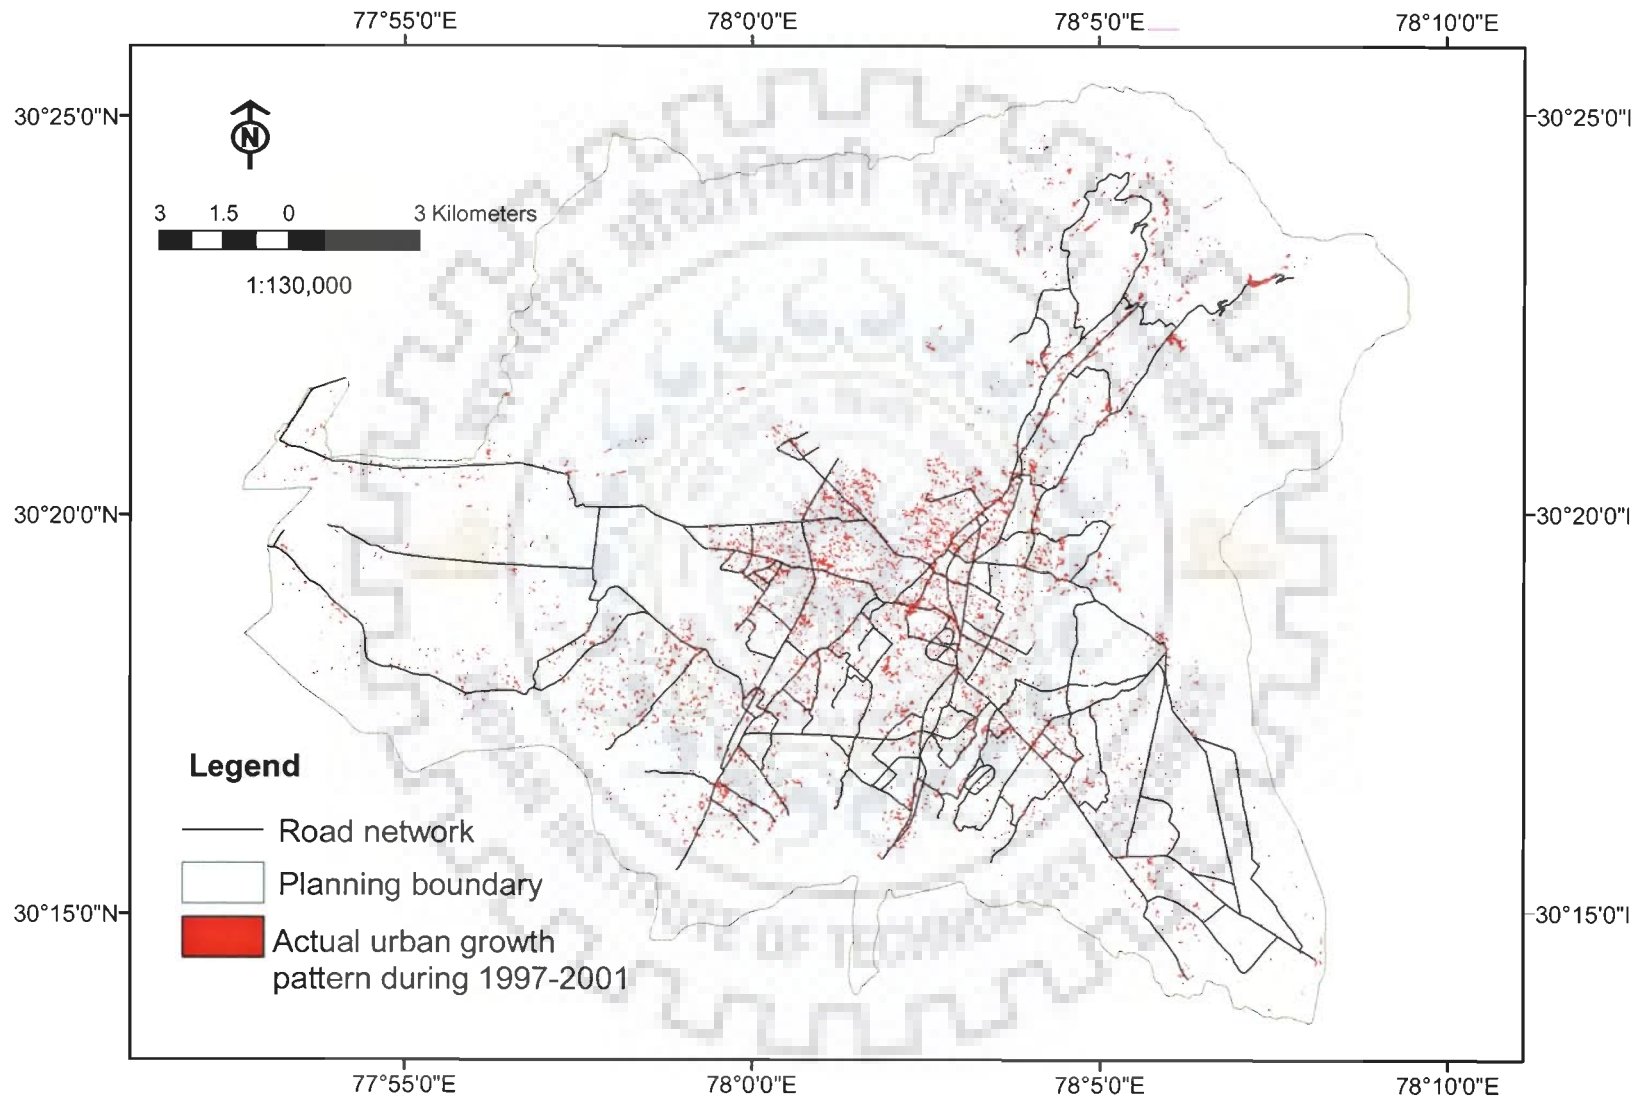 77°55'0"E 78°0'0"E 78°5'0"E 78°10'0"E
30°25'0"N 30°25'0"I
N
3 1.5 0 3 Kilometers
1:130,000
30°20'0"N 30°20'0"I
Legend
Road network
Planning boundary
30°15'0"N 30°15'0"I
Actual urban growth
pattern during 1997-2001
OF TECHNOLOGY
77°55'0"E 78°0'0"E 78°5'0"E 78°10'0"E